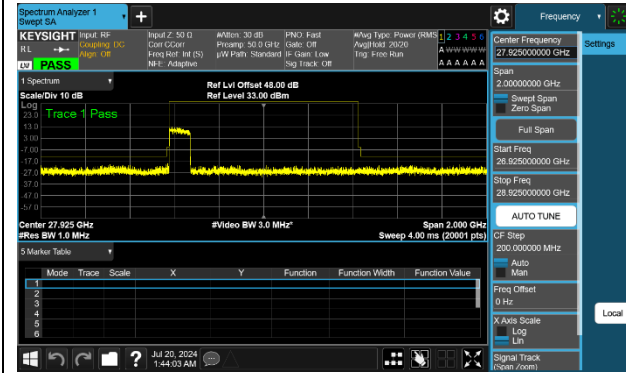 Spectrum Analyzer 1
Swept SA
+
Frequency
KEYSIGHT
Input: RF
Input Z: 50 Ω
#Atten: 30 dB
PNO: Fast
#Avg Type: Power (RMS
1 2 3 4 5 6
RL
Coupling: DC
Corr CCorr
Preamp: 50.0 GHz
Gate: Off
Avg|Hold: 20/20
A W W W W W
Align: Off
Freq Ref: Int (S)
µW Path: Standard
IF Gain: Low
Trig: Free Run
NFE: Adaptive
Sig Track: Off
A A A A A A
LW
PASS
1 Spectrum
Ref Lvl Offset 48.00 dB
Scale/Div 10 dB
Ref Level 33.00 dBm
Log
Trace 1 Pass
23.0
13.0
3.00
-7.00
-17.0
-27.0
-37.0
-47.0
-57.0
Center 27.925 GHz
#Video BW 3.0 MHz*
Span 2.000 GHz
#Res BW 1.0 MHz
Sweep 4.00 ms (20001 pts)
5 Marker Table
Mode Trace Scale X Y Function Function Width Function Value
1
2
3
4
5
6
Jul 20, 2024
1:44:03 AM
Center Frequency
27.925000000 GHz
Settings
Span
2.00000000 GHz
Swept Span
Zero Span
Full Span
Start Freq
26.925000000 GHz
Stop Freq
28.925000000 GHz
AUTO TUNE
CF Step
200.000000 MHz
Auto
Man
Freq Offset
0 Hz
X Axis Scale
Log
Lin
Local
Signal Track
(Span Zoom)